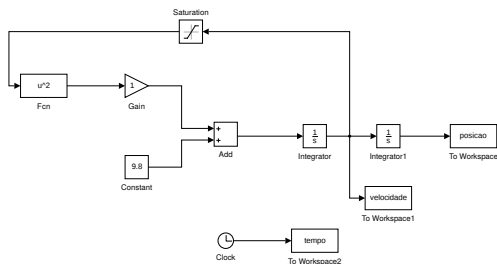 Saturation
u^2
Fcn
1
Gain
+
+
Add
1
s
Integrator
1
s
Integrator1
posicao
To Workspace
9.8
Constant
velocidade
To Workspace1
Clock
tempo
To Workspace2